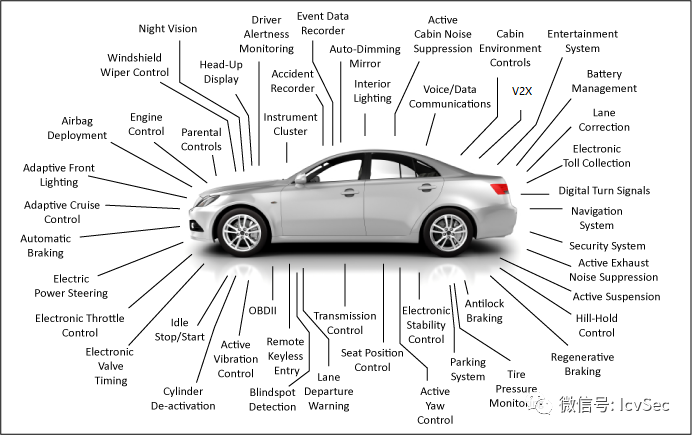 Night Vision
Driver
Alertness
Monitoring
Event Data
Recorder
Auto-Dimming
Mirror
Active
Cabin Noise
Suppression
Cabin
Environment
Controls
Entertainment
System
Windshield
Wiper Control
Head-Up
Display
Accident
Recorder
Interior
Lighting
Voice/Data
Communications
V2X
Battery
Management
Airbag
Deployment
Engine
Control
Parental
Controls
Instrument
Cluster
Lane
Correction
Electronic
Toll Collection
Adaptive Front
Lighting
Digital Turn Signals
Adaptive Cruise
Control
Navigation
System
Automatic
Braking
Security System
Electric
Power Steering
Active Exhaust
Noise Suppression
Active Suspension
Electronic Throttle
Control
Idle
Stop/Start
OBDII
Transmission
Control
Electronic
Stability
Control
Antilock
Braking
Hill-Hold
Control
Electronic
Valve
Timing
Active
Vibration
Control
Remote
Keyless
Entry
Seat Position
Control
Parking
System
Regenerative
Braking
Cylinder
De-activation
Blindspot
Detection
Lane
Departure
Warning
Active
Yaw
Control
Tire
Pressure
Monitor
微信号: IcvSec